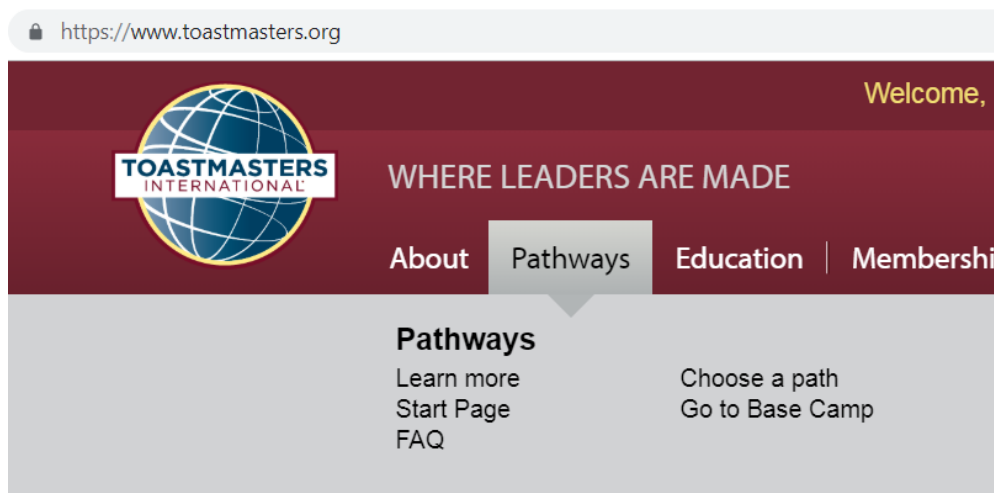 https://www.toastmasters.org
Welcome,
TOASTMASTERS
INTERNATIONAL
WHERE LEADERS ARE MADE
About Pathways Education Membershi
Pathways
Learn more Choose a path
Start Page Go to Base Camp
FAQ